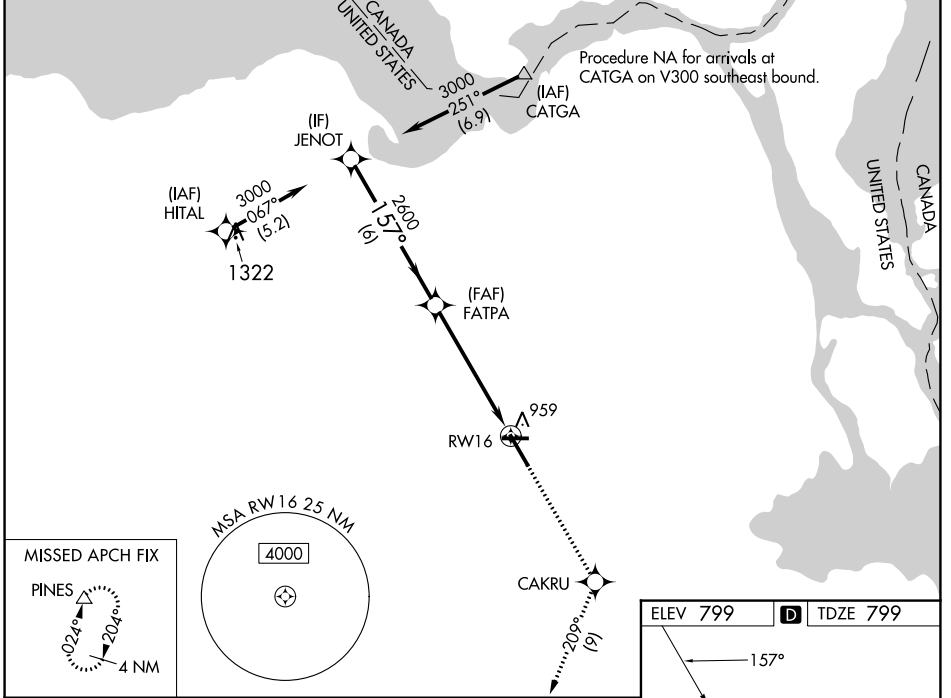 CANADA
UNITED STATES
Procedure NA for arrivals at
CATGA on V300 southeast bound.
3000
251°
(6.9)
(IAF)
CATGA
(IF)
JENOT
(IAF)
HITAL
3000
067°
(5.2)
1322
2600
157°
(6)
CANADA
UNITED STATES
(FAF)
FATPA
959
RW16
MSA RW16 25 NM
4000
MISSED APCH FIX
PINES
024°
204°
4 NM
CAKRU
209°
(9)
ELEV 799 D TDZE 799
157°